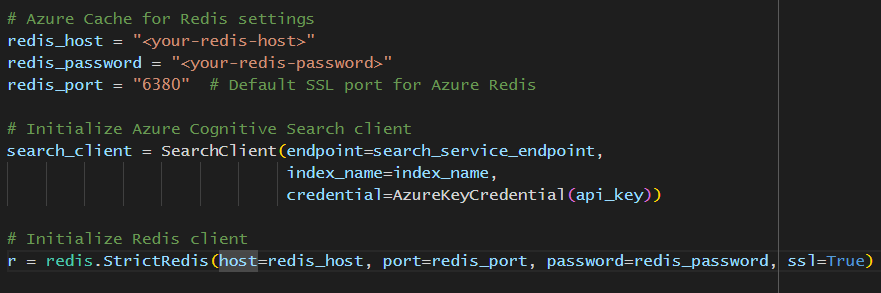 # Azure Cache for Redis settings
redis_host = "<your-redis-host>"
redis_password = "<your-redis-password>"
redis_port = "6380"  # Default SSL port for Azure Redis
# Initialize Azure Cognitive Search client
search_client = SearchClient(endpoint=search_service_endpoint,
                             index_name=index_name,
                             credential=AzureKeyCredential(api_key))
# Initialize Redis client
r = redis.StrictRedis(host=redis_host, port=redis_port, password=redis_password, ssl=True)